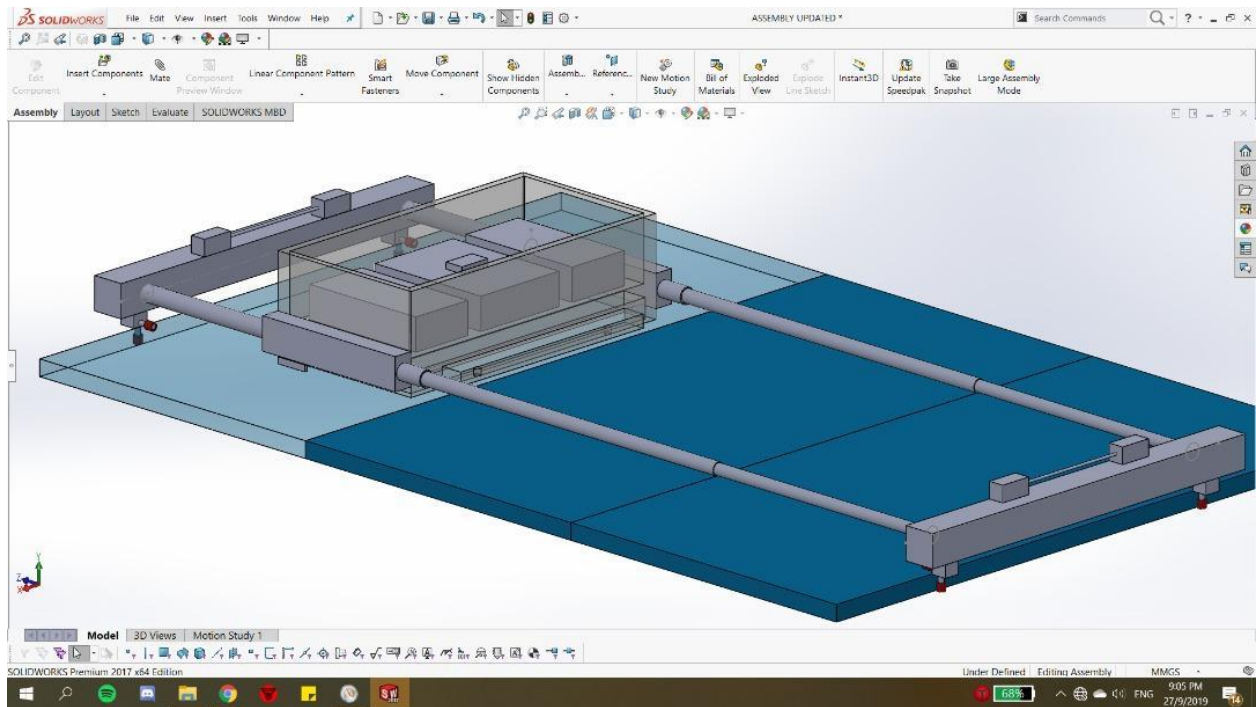 SOLIDWORKS File Edit View Insert Tools Window Help ASSEMBLY UPDATED * Search Commands
Edit Component Insert Components Mate Component Preview Window Linear Component Pattern Smart Fasteners Move Component Show Hidden Components Assemb... Referenc... New Motion Study Bill of Materials Exploded View Explode Line Sketch Instant3D Update Speedpak Take Snapshot Large Assembly Mode
Assembly Layout Sketch Evaluate SOLIDWORKS MBD
Y
Z
X
Model 3D Views Motion Study 1
SOLIDWORKS Premium 2017 x64 Edition Under Defined Editing Assembly MMGS
68% ENG 9:05 PM
27/9/2019 14